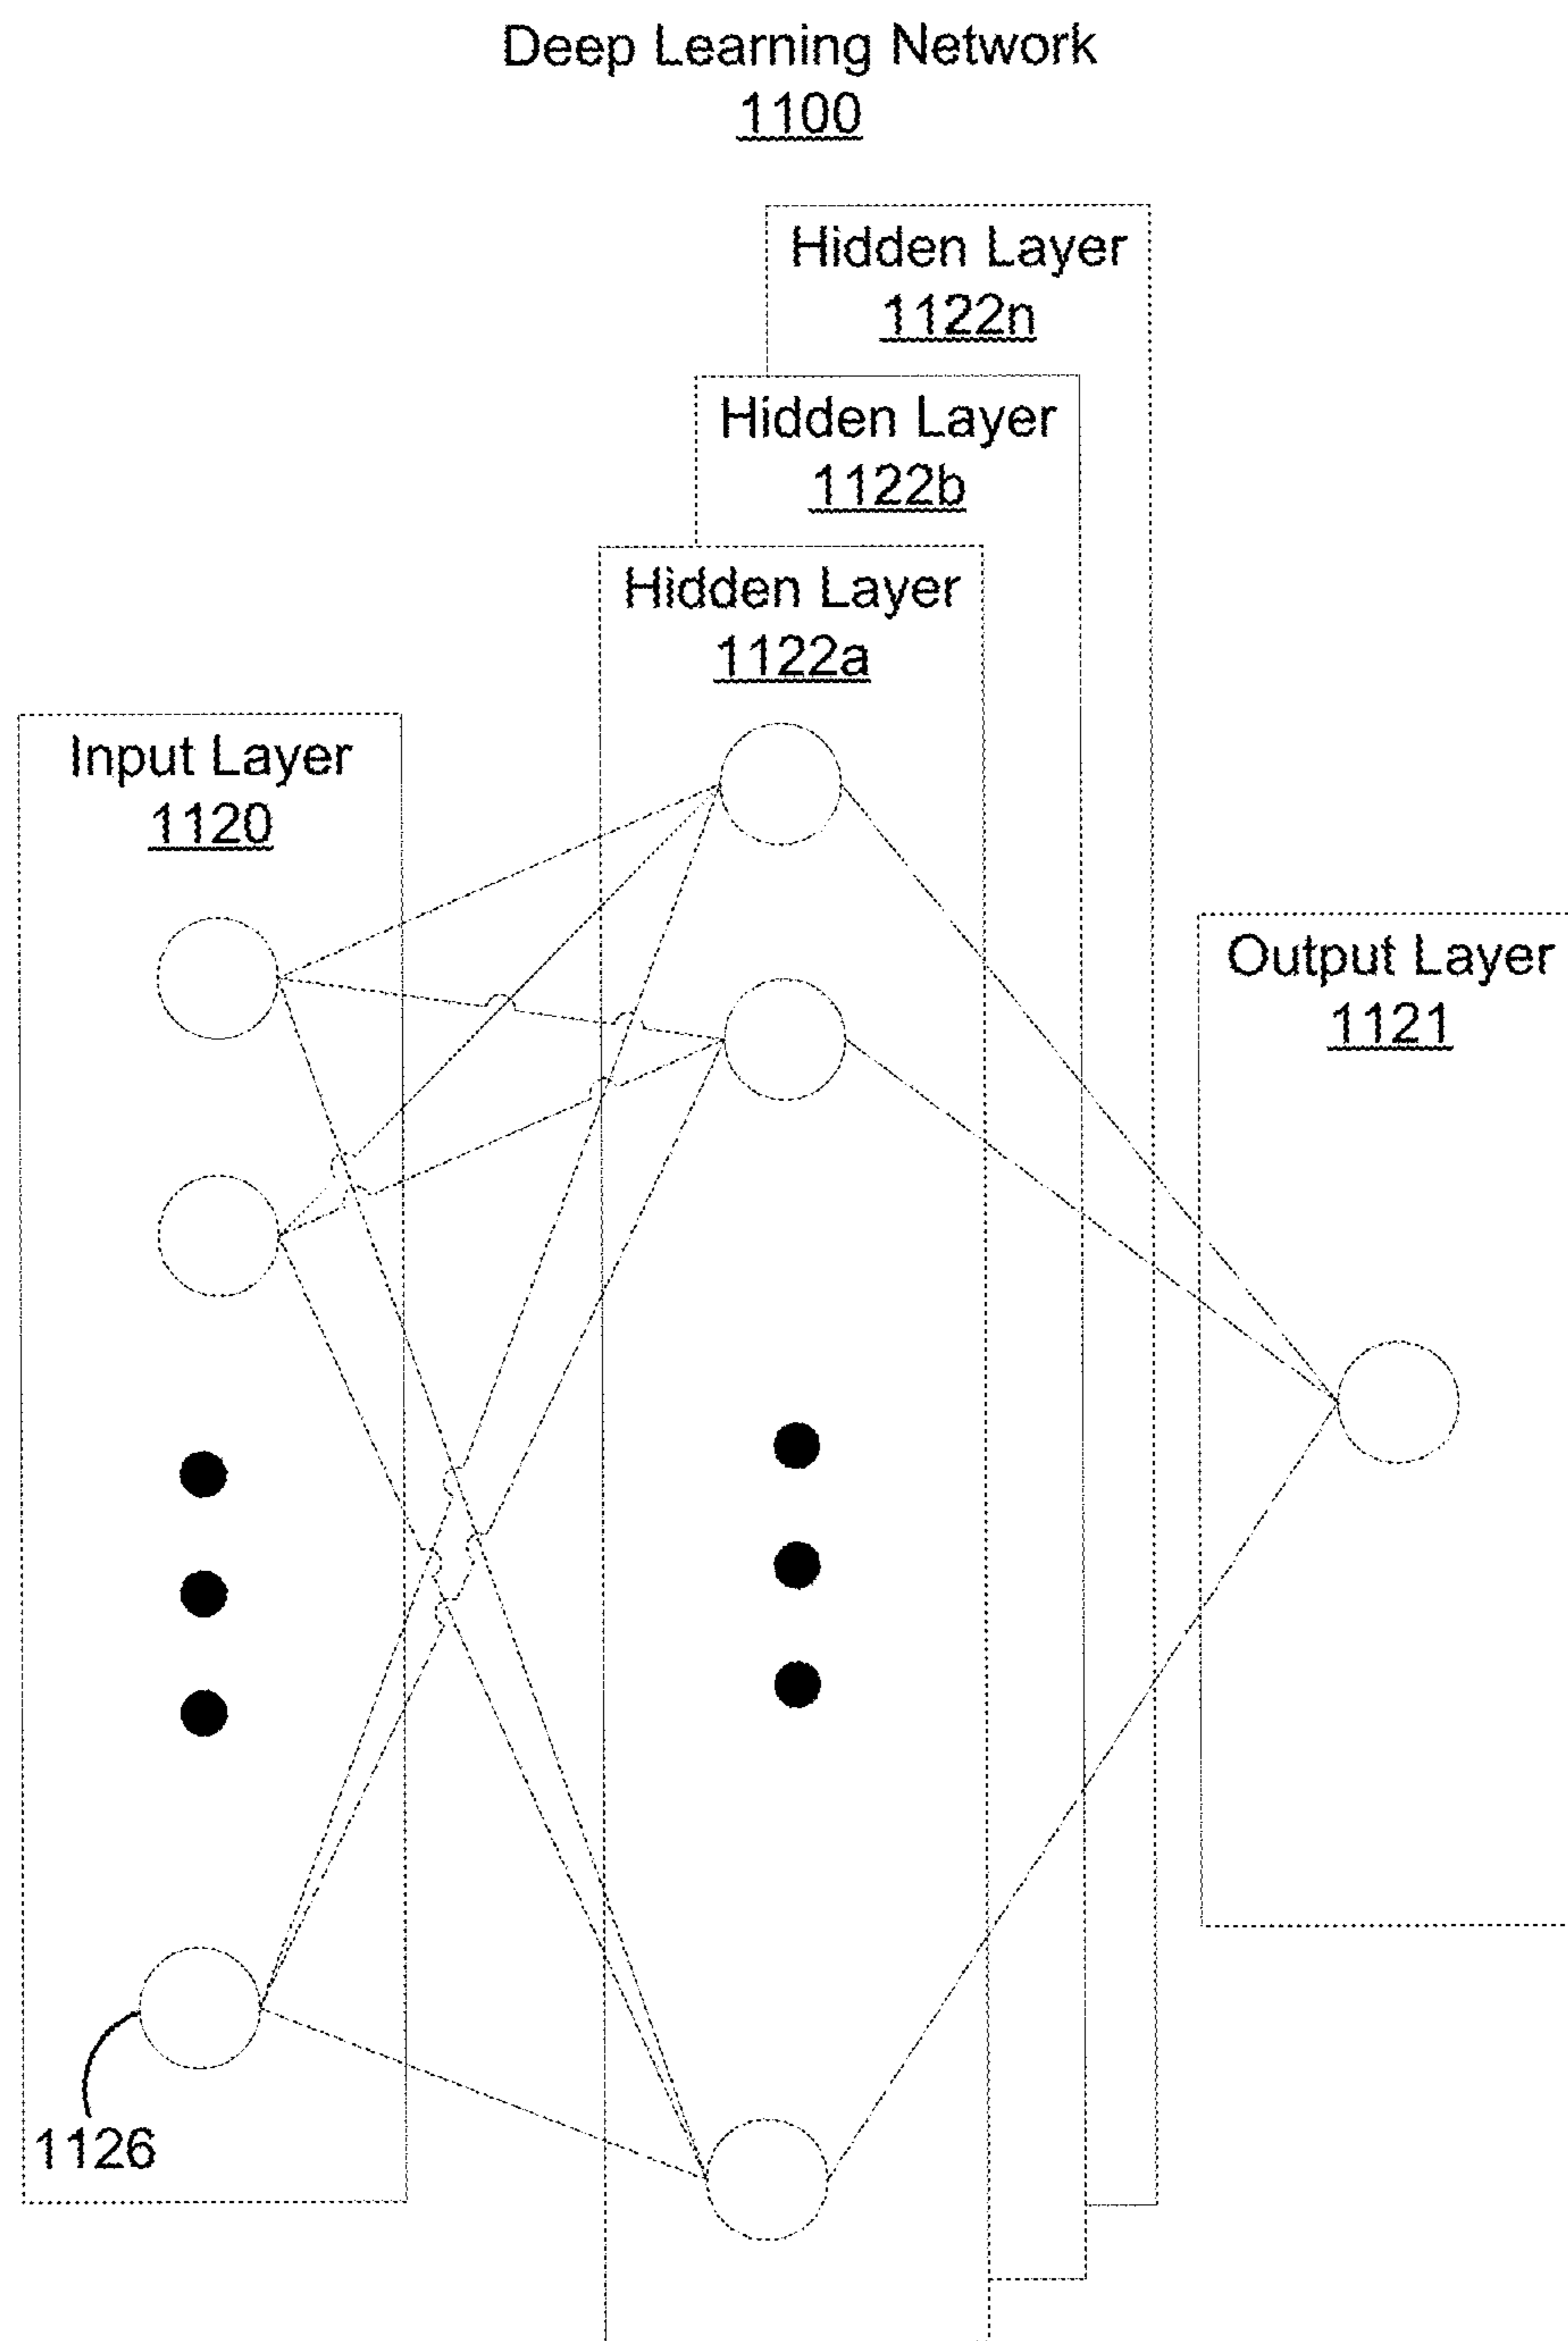 Deep Learning Network
1100
Hidden Layer
1122n
Hidden Layer
1122b
Hidden Layer
1122a
Input Layer
1120
Output Layer
1121
1126